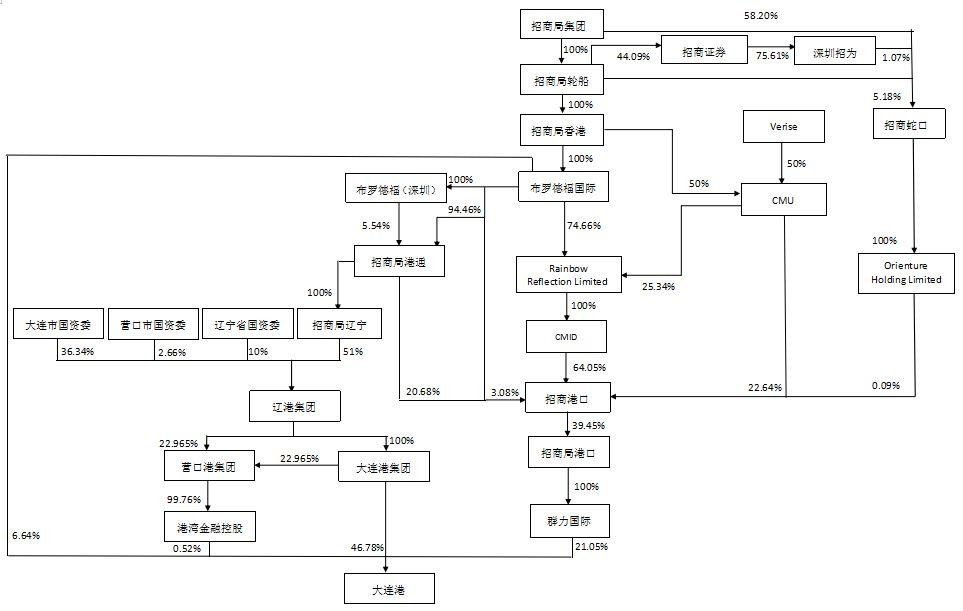 招商局集团
58.20%
100%
44.09%
招商证券
75.61%
深圳招为
1.07%
招商局轮船
100%
5.18%
招商局香港
Verise
招商蛇口
100%
50%
布罗德福（深圳）
100%
布罗德福国际
50%
CMU
94.46%
5.54%
74.66%
招商局港通
100%
Rainbow
Reflection Limited
25.34%
Orienture
Holding Limited
100%
100%
大连市国资委
营口市国资委
辽宁省国资委
招商局辽宁
CMID
36.34%
2.66%
10%
51%
64.05%
20.68%
3.08%
招商港口
22.64%
0.09%
辽港集团
39.45%
22.965%
100%
招商局港口
营口港集团
22.965%
大连港集团
100%
99.76%
港湾金融控股
群力国际
6.64%
0.52%
46.78%
21.05%
大连港